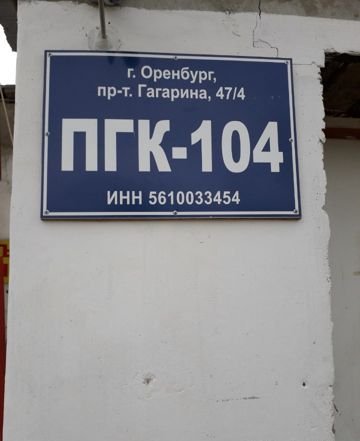 г. Оренбург,
пр-т. Гагарина, 47/4
ПГК-104
ИНН 5610033454